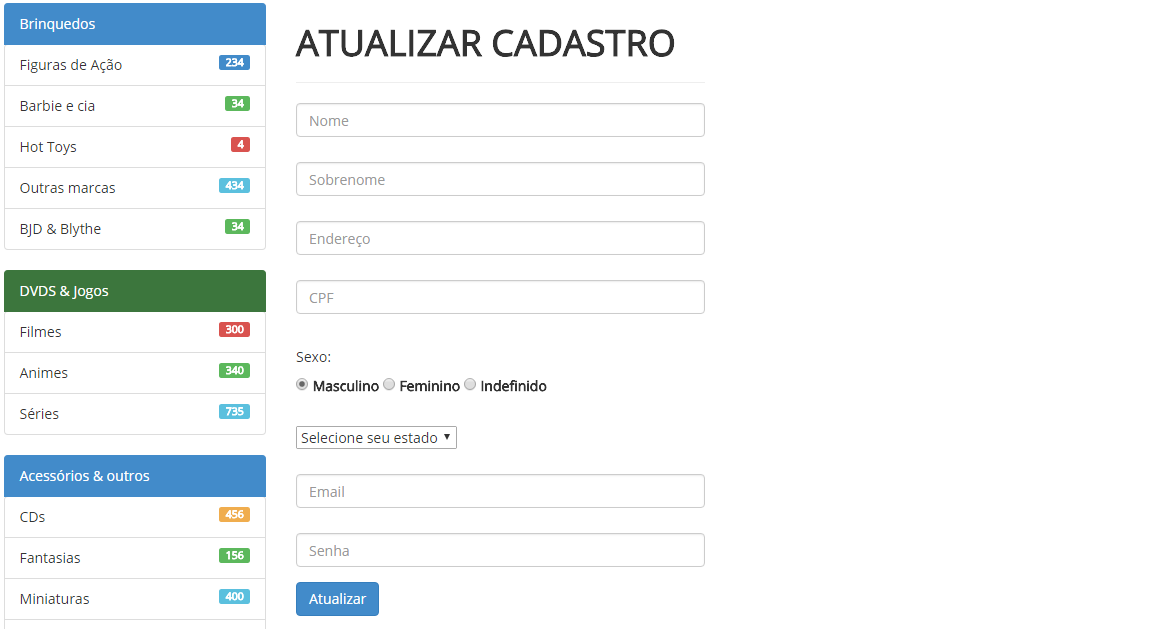 Brinquedos
Figuras de Ação 234
Barbie e cia 34
Hot Toys 4
Outras marcas 434
BJD & Blythe 34
DVDS & Jogos
Filmes 300
Animes 340
Séries 735
Acessórios & outros
CDs 456
Fantasias 156
Miniaturas 400
ATUALIZAR CADASTRO
Nome
Sobrenome
Endereço
CPF
Sexo:
Masculino Feminino Indefinido
Selecione seu estado
Email
Senha
Atualizar